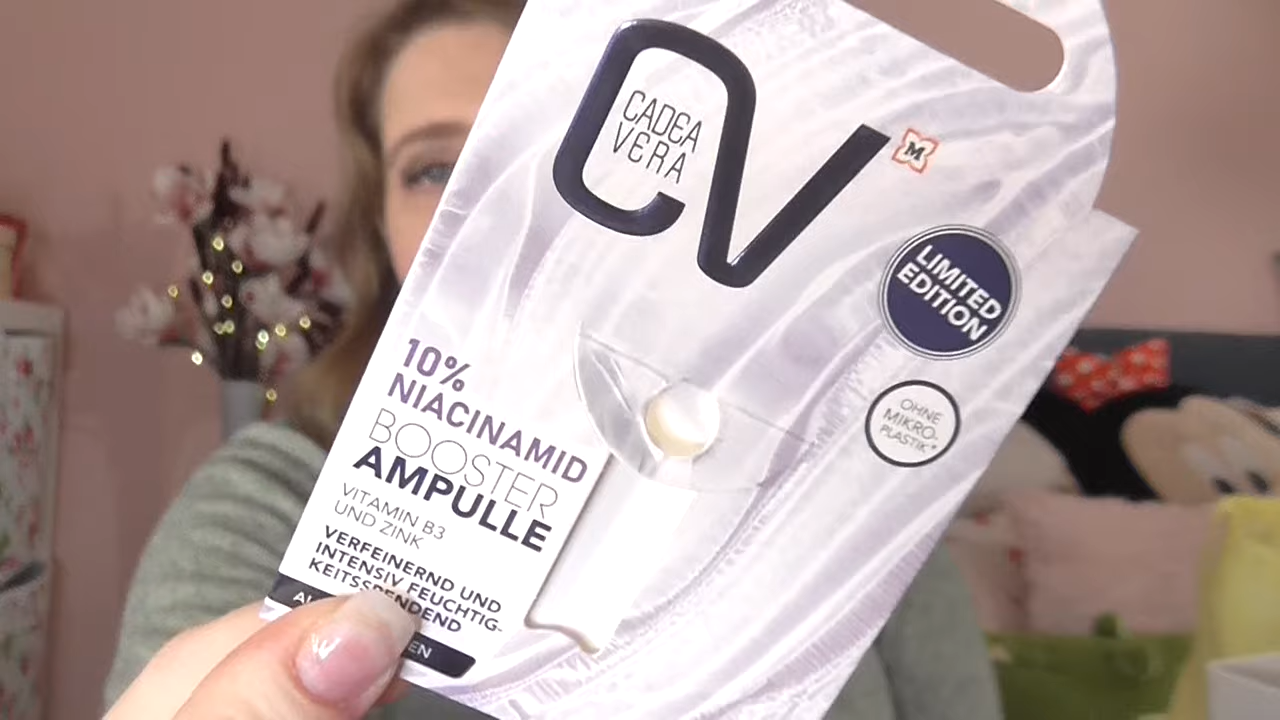 CADEA
VERA
CV
M
LIMITED
EDITION
OHNE
MIKRO-
PLASTIK*
10%
NIACINAMID
BOOSTER
AMPULLE
VITAMIN B3
UND ZINK
VERFEINERND UND
INTENSIV FEUCHTIG-
KEITSSPENDEND